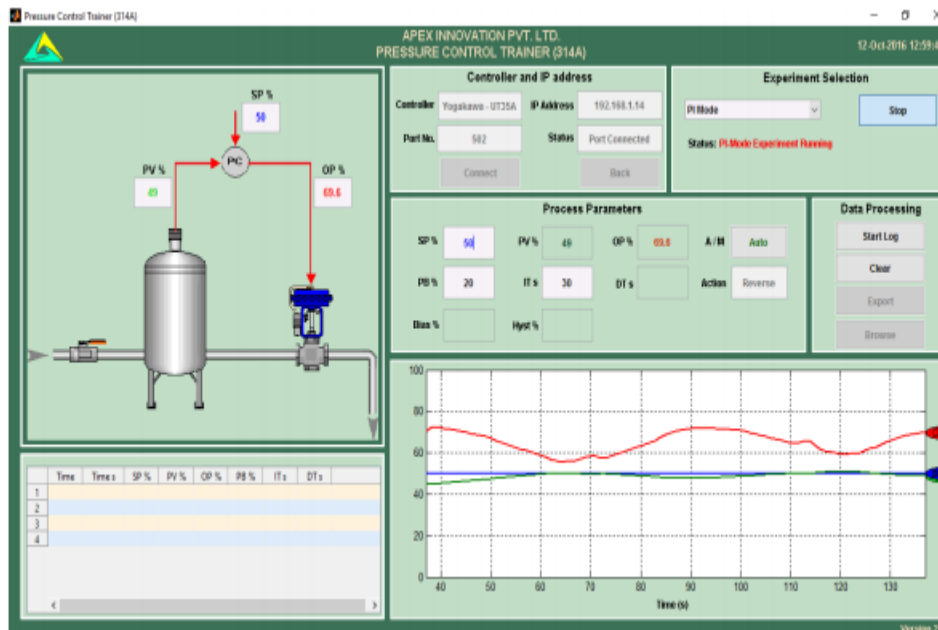 Pressure Control Trainer (314A)
APEX INNOVATION PVT. LTD.
PRESSURE CONTROL TRAINER (314A)
12-Oct-2016 12:59:4
SP %
50
PC
PV %
49
OP %
69.6
Controller and IP address
Controller Yogakawa - UT35A IP Address 192.168.1.14
Port No. 502 Status Port Connected
Connect Back
Experiment Selection
PI Mode Stop
Status: PI-Mode Experiment Running
Process Parameters
SP % 50 PV % 49 OP % 69.6 A / M Auto
PB % 20 IT s 30 DT s Action Reverse
Bias % Hyst %
Data Processing
Start Log
Clear
Export
Browse
Time Time s SP % PV % OP % PB % IT s DT s
1
2
3
4
100
80
60
40
20
0
40 50 60 70 80 90 100 110 120 130
Time (s)